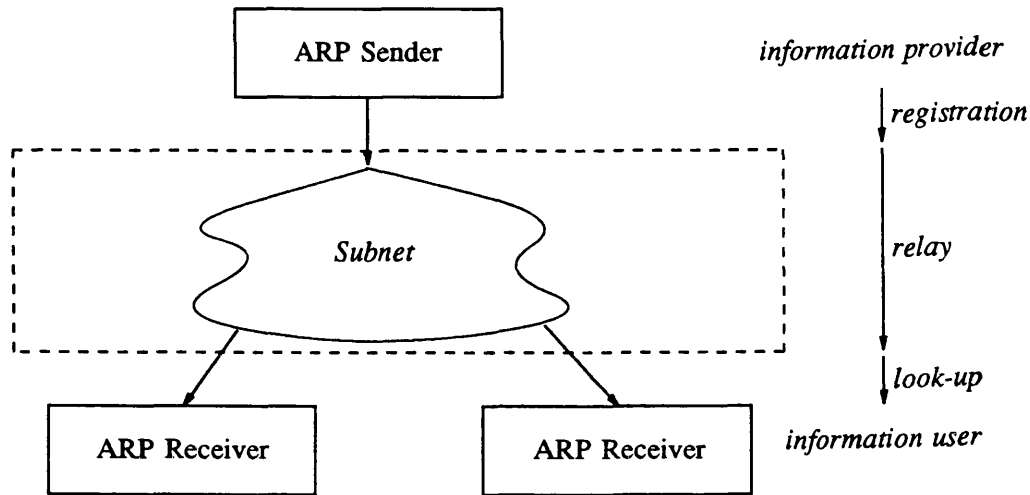 ARP Sender
information provider
registration
Subnet
relay
look-up
ARP Receiver
ARP Receiver
information user